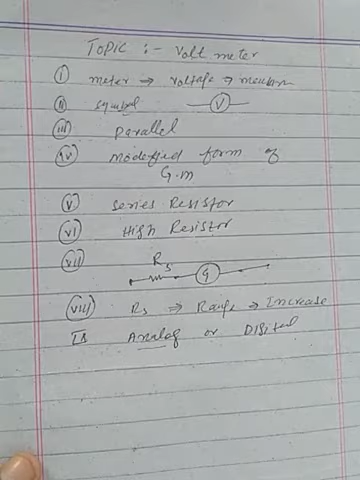 TOPIC :- Volt meter
(i) meter → voltage → measure
(ii) symbol V
(iii) parallel
(iv) modeffied form of
G.m
(v) series Resistor
(vi) High Resistor
(vii) Rs G
(viii) Rs ⇒ Range → Increase
IX Analog or Digital